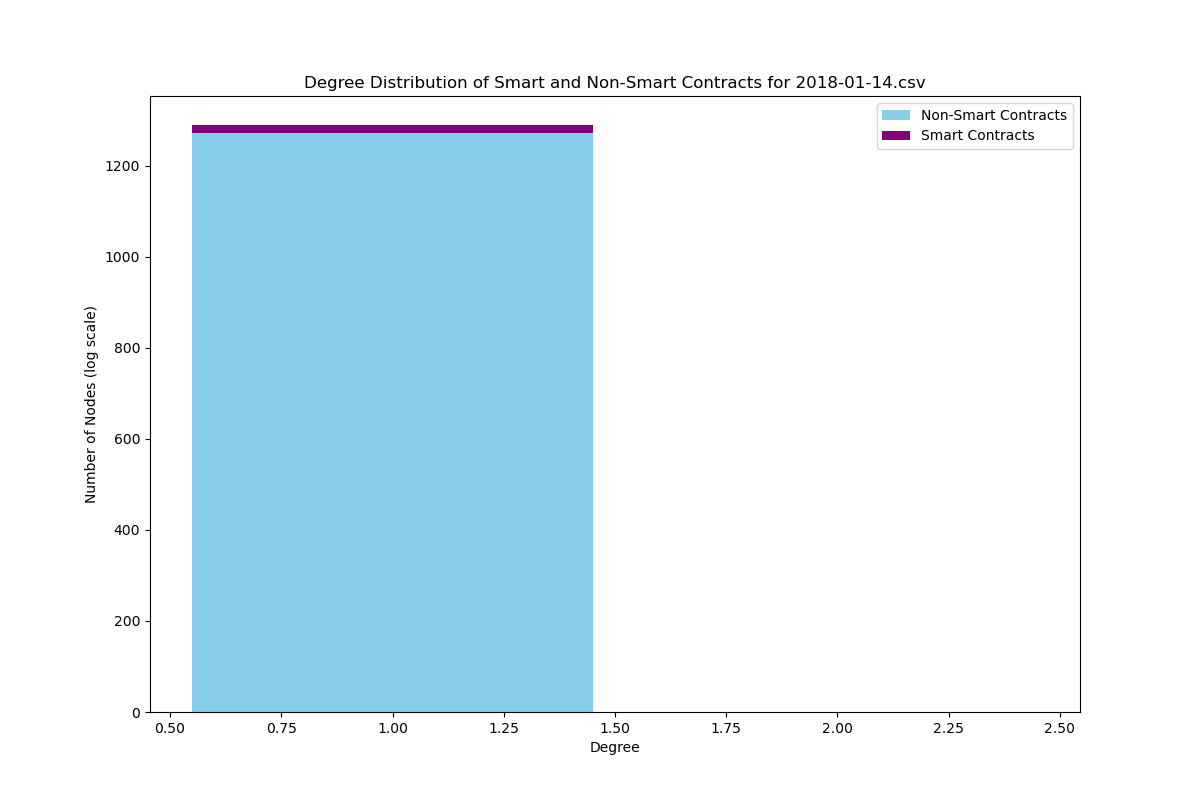 Degree Distribution of Smart and Non-Smart Contracts for 2018-01-14.csv
Non-Smart Contracts
Smart Contracts
Number of Nodes (log scale)
1200
1000
800
600
400
200
0
0.50 0.75 1.00 1.25 1.50 1.75 2.00 2.25 2.50
Degree